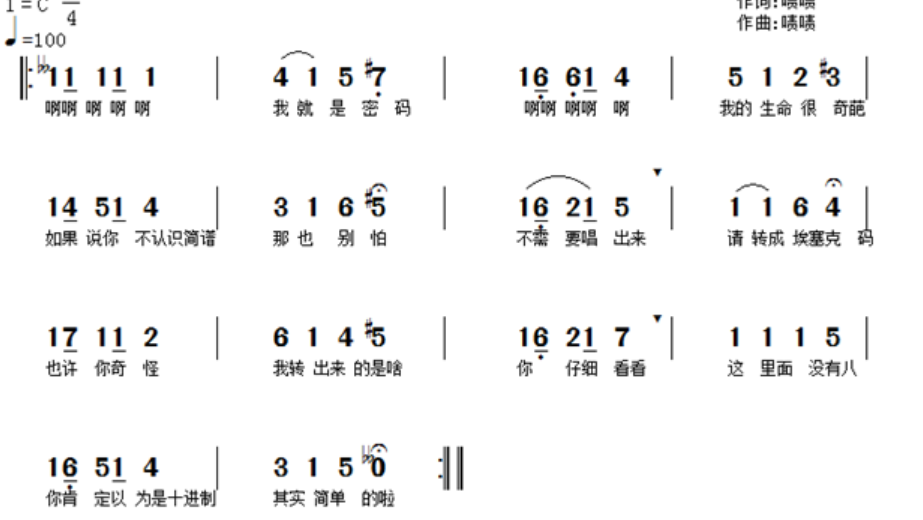 1=C 4
作词:啧啧
♩=100
作曲:啧啧
11 11 1 | 4 1 5 #7 | 16 61 4 | 5 1 2 #3
啊啊 啊 啊 啊 我 就 是 密 码 啊啊 啊啊 啊 我的 生命 很 奇葩
14 51 4 | 3 1 6 #5 | 16 21 5 | 1 1 6 4
如果 说你 不认识简谱 那 也 别 怕 不需 要唱 出来 请 转成 埃塞克 码
17 11 2 | 6 1 4 #5 | 16 21 7 | 1 1 1 5
也许 你奇 怪 我转 出来 的是啥 你 仔细 看看 这 里面 没有八
16 51 4 | 3 1 5 0
你肯 定以 为是十进制 其实 简单 的啦